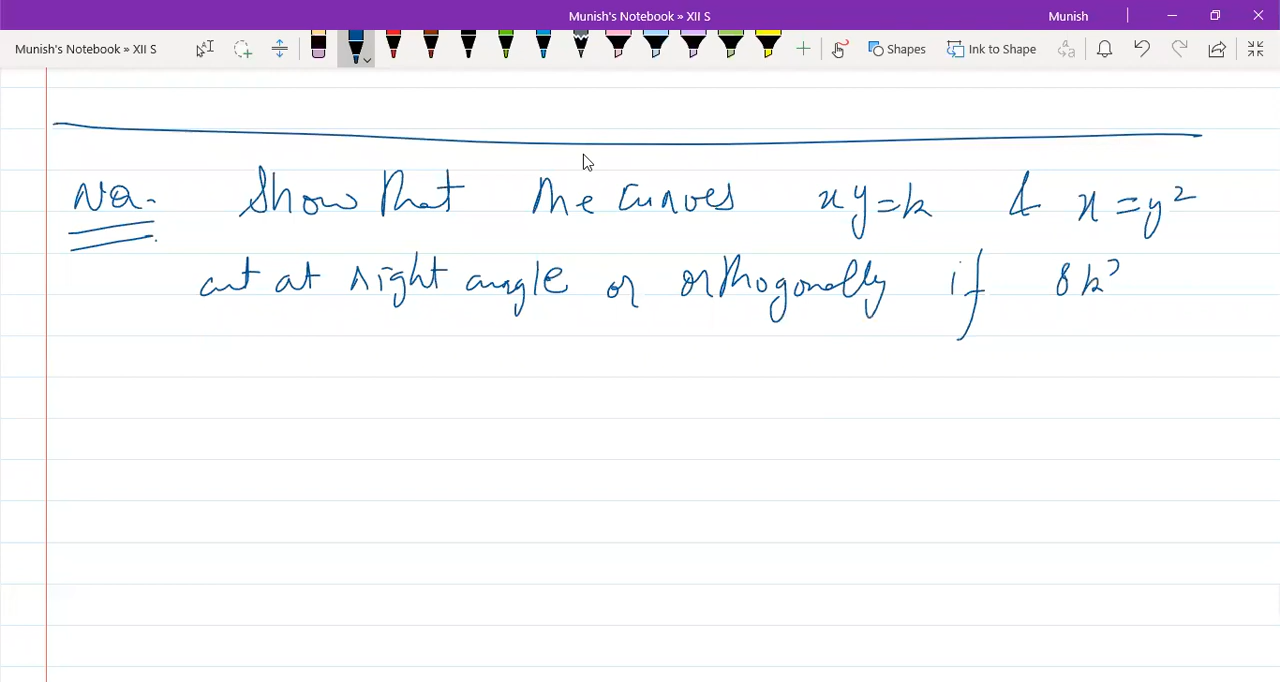 Munish's Notebook » XII S
Munish
Munish's Notebook » XII S
Shapes
Ink to Shape
NQ. Show that the curves xy=k & x=y²
cut at right angle or orthogonally if 8k²